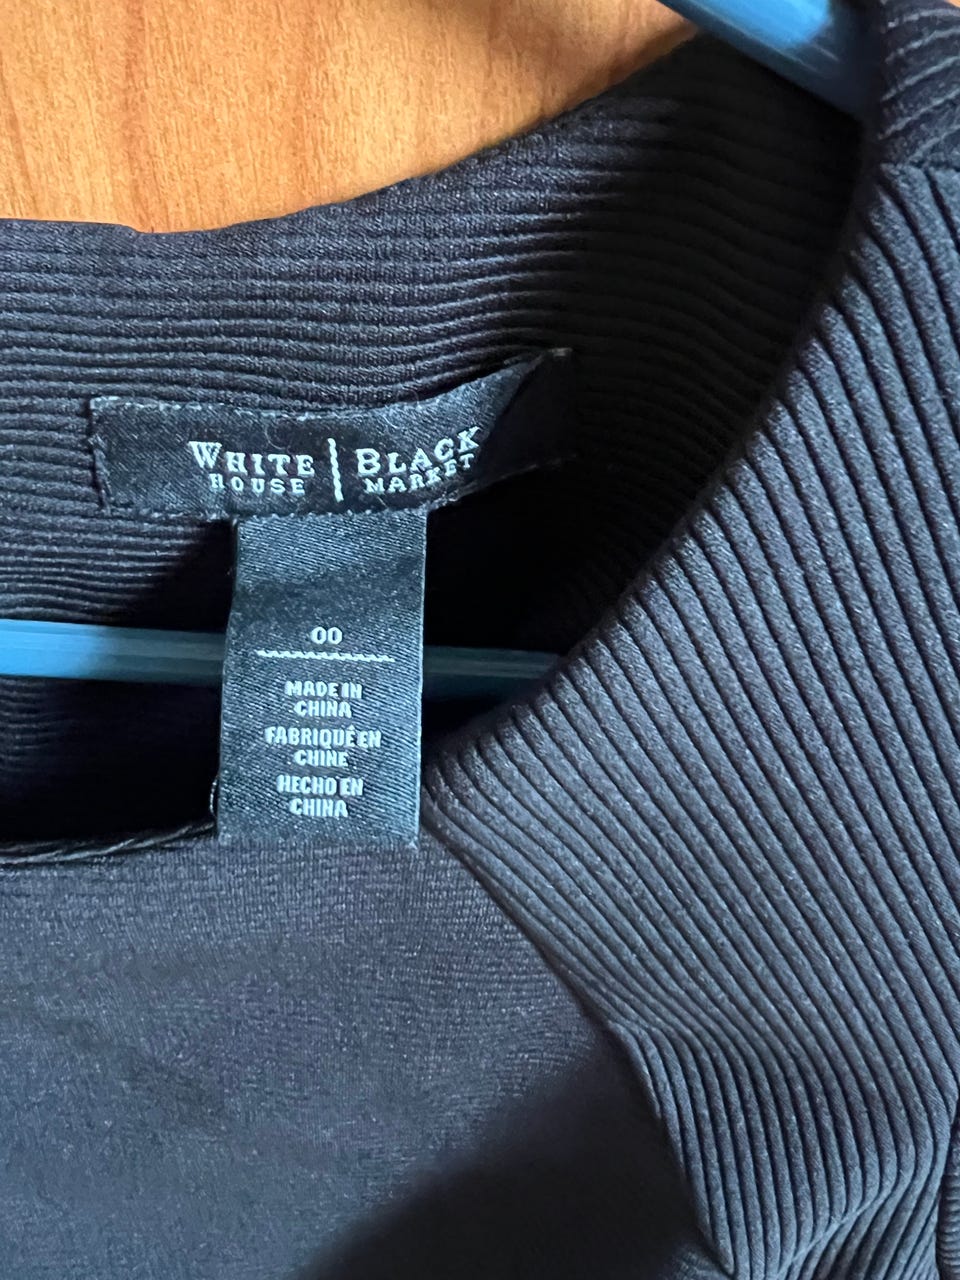 WHITE | BLACK
HOUSE | MARKET
00
MADE IN
CHINA
FABRIQUÉ EN
CHINE
HECHO EN
CHINA